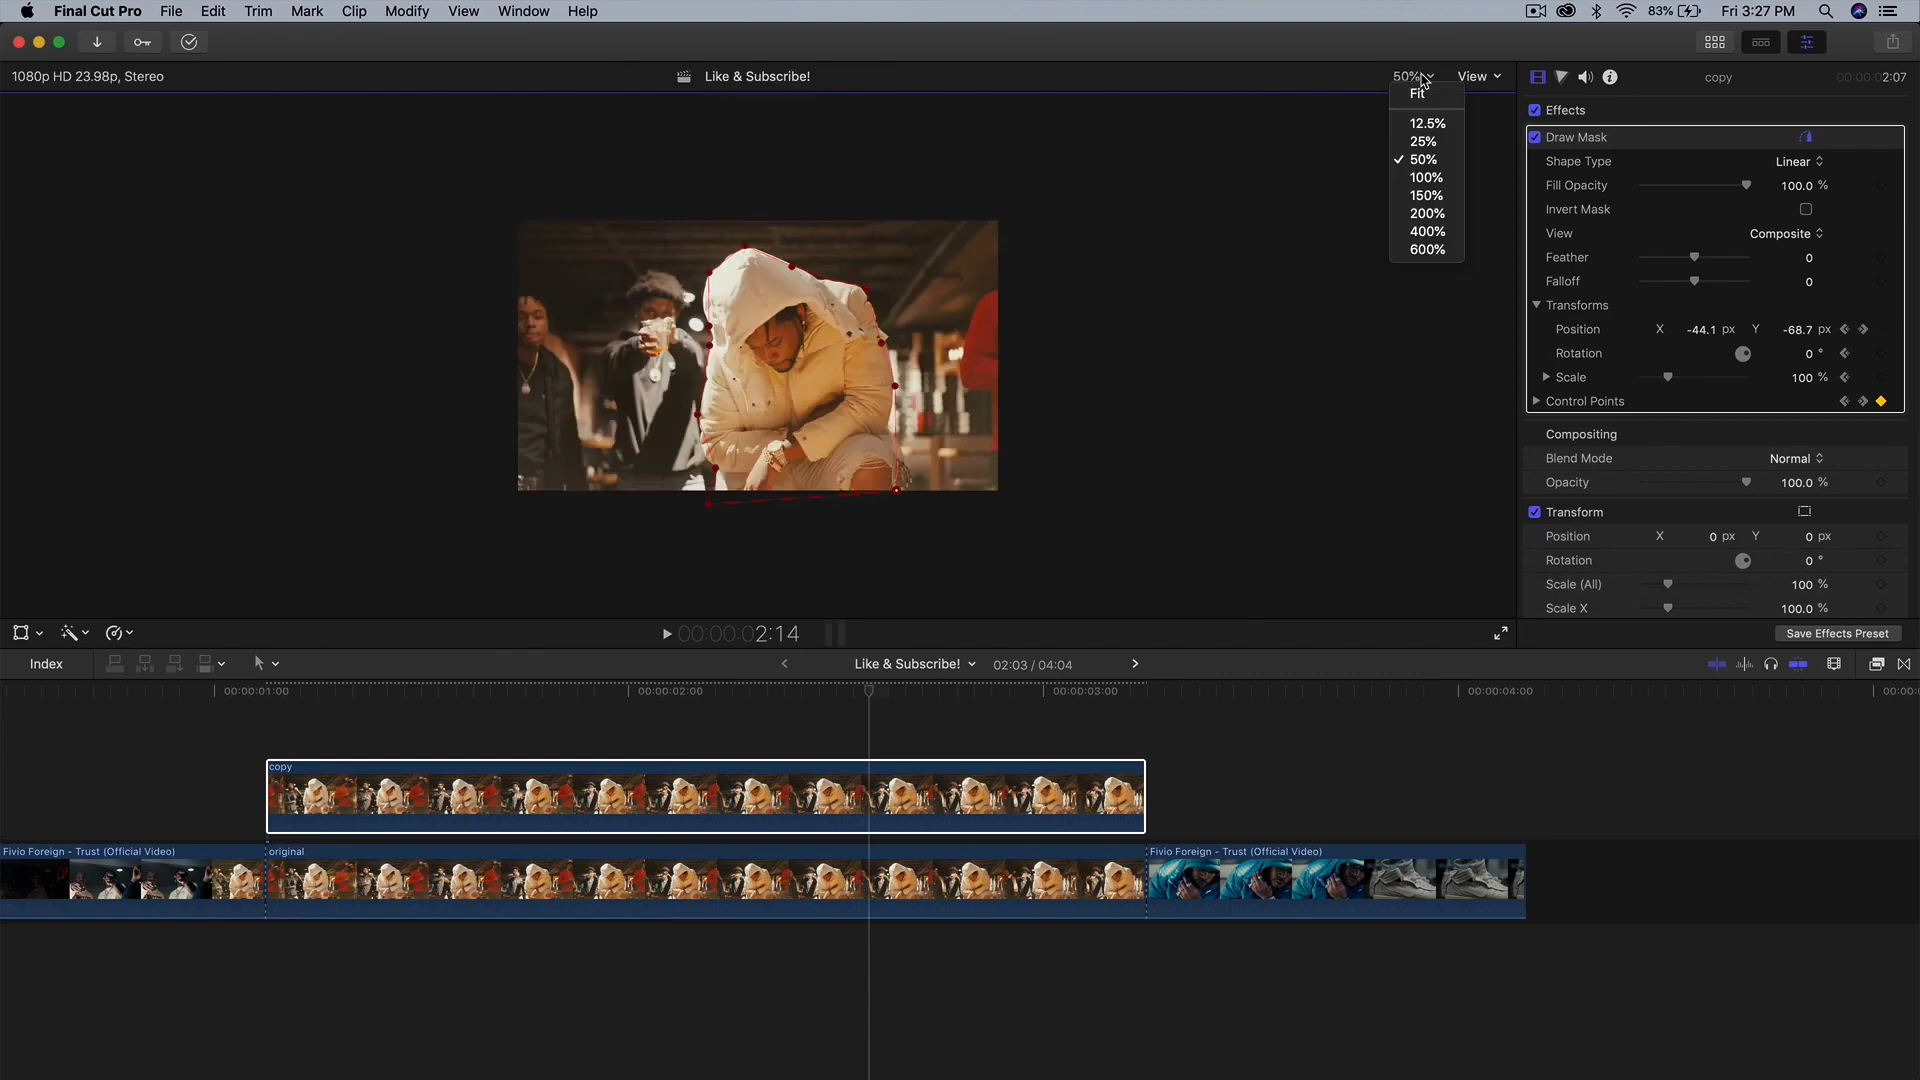 Final Cut Pro File Edit Trim Mark Clip Modify View Window Help 83% Fri 3:27 PM
1080p HD 23.98p, Stereo Like & Subscribe! 50% View copy 00:00:02:07
Fit
12.5%
25%
✓ 50%
100%
150%
200%
400%
600%
Effects
Draw Mask
Shape Type Linear
Fill Opacity 100.0 %
Invert Mask
View Composite
Feather 0
Falloff 0
Transforms
Position X -44.1 px Y -68.7 px
Rotation 0 °
Scale 100 %
Control Points
Compositing
Blend Mode Normal
Opacity 100.0 %
Transform
Position X 0 px Y 0 px
Rotation 0 °
Scale (All) 100 %
Scale X 100.0 %
00:00:02:14 Save Effects Preset
Index Like & Subscribe! 02:03 / 04:04
00:00:01:00 00:00:02:00 00:00:03:00 00:00:04:00
copy
Fivio Foreign - Trust (Official Video) original Fivio Foreign - Trust (Official Video)